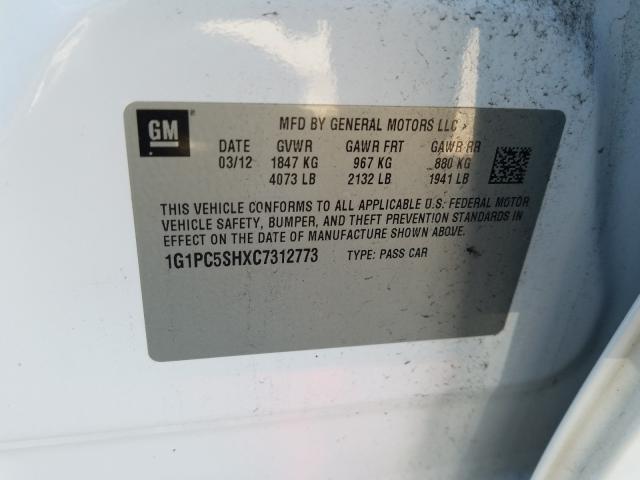 GM
MFD BY GENERAL MOTORS LLC
DATE GVWR GAWR FRT GAWR RR
03/12 1847 KG 967 KG 880 KG
4073 LB 2132 LB 1941 LB
THIS VEHICLE CONFORMS TO ALL APPLICABLE U.S. FEDERAL MOTOR
VEHICLE SAFETY, BUMPER, AND THEFT PREVENTION STANDARDS IN
EFFECT ON THE DATE OF MANUFACTURE SHOWN ABOVE.
1G1PC5SHXC7312773 TYPE: PASS CAR